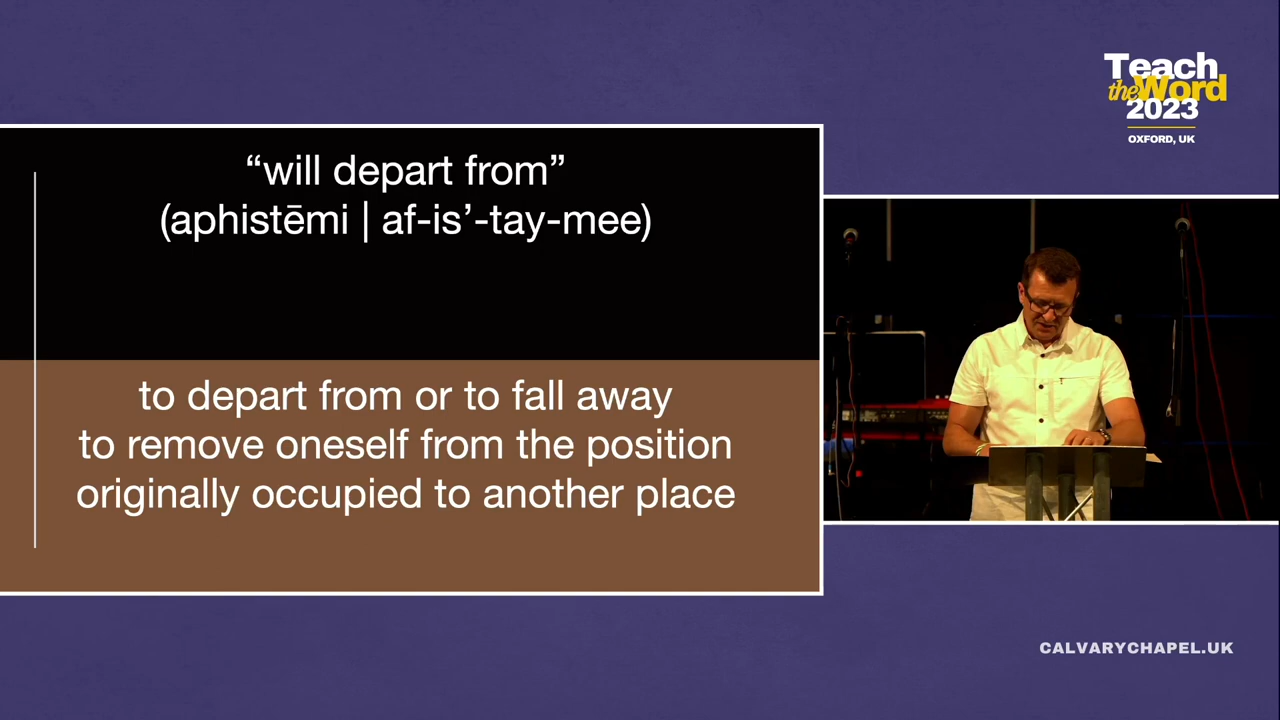 Teach
the Word
2023
OXFORD, UK
“will depart from”
(aphistēmi | af-is’-tay-mee)
to depart from or to fall away
to remove oneself from the position
originally occupied to another place
CALVARYCHAPEL.UK